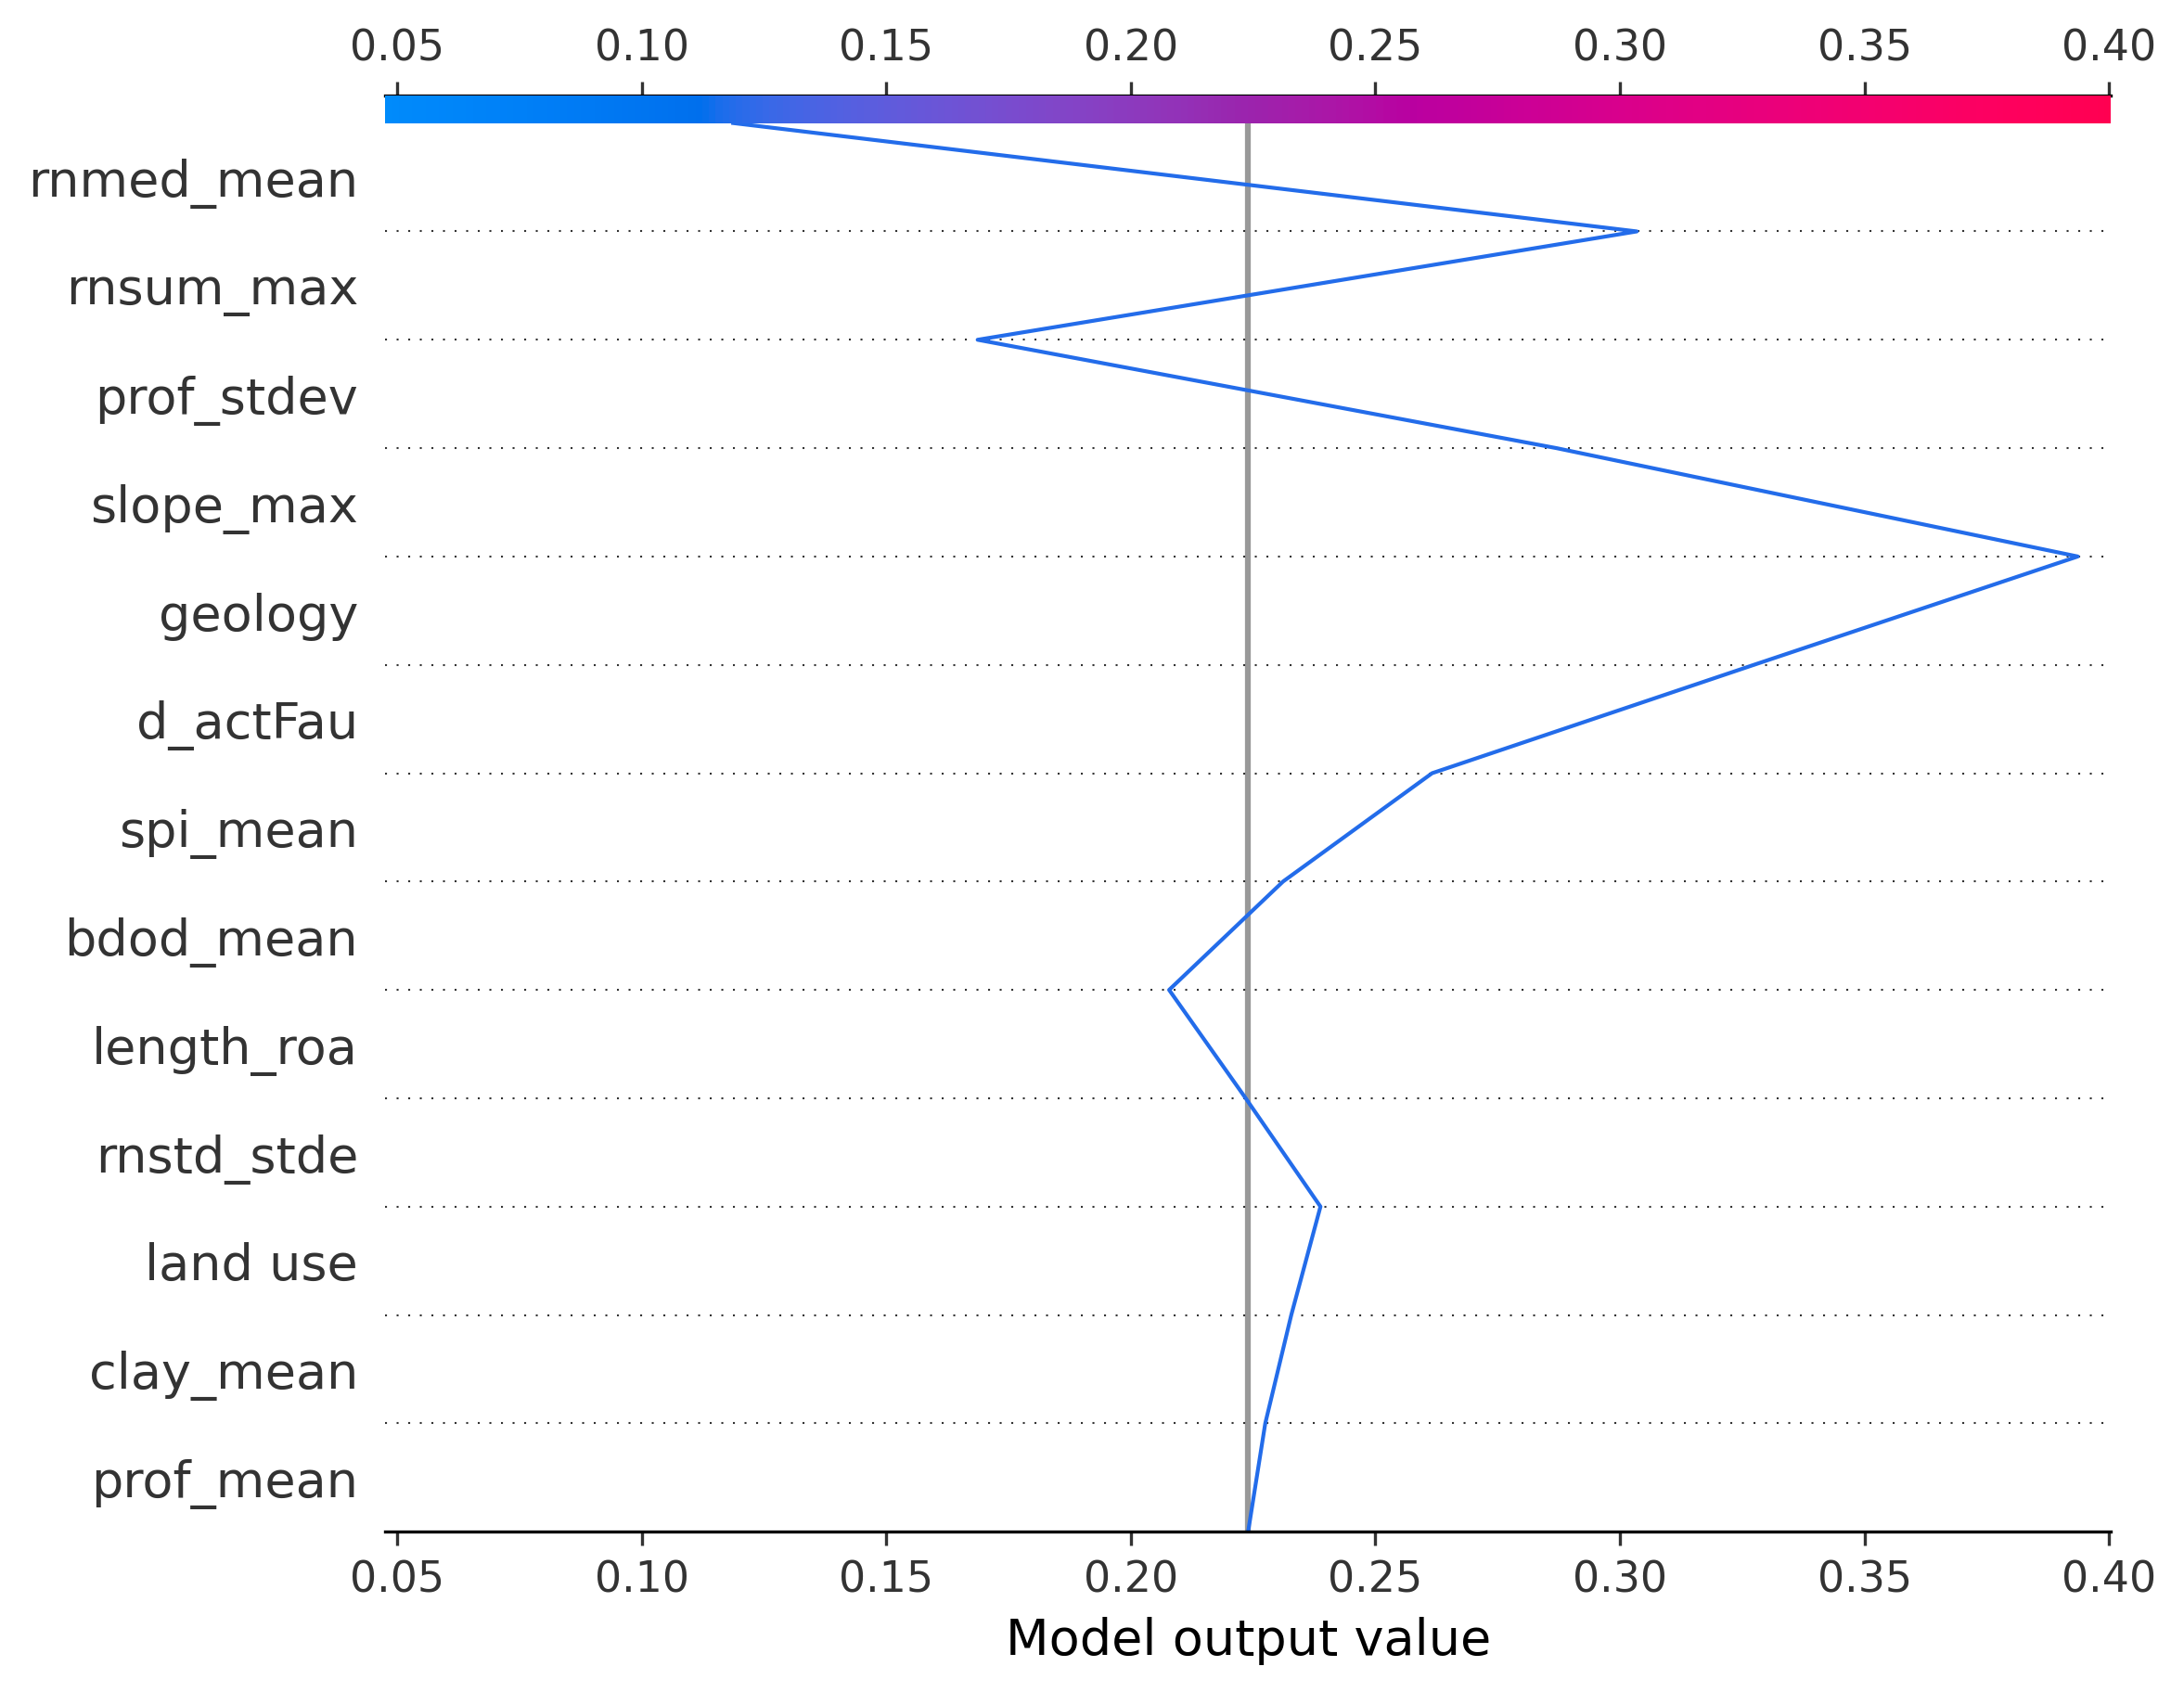 0.05 0.10 0.15 0.20 0.25 0.30 0.35 0.40
rnmed_mean
rnsum_max
prof_stdev
slope_max
geology
d_actFau
spi_mean
bdod_mean
length_roa
rnstd_stde
land use
clay_mean
prof_mean
0.05 0.10 0.15 0.20 0.25 0.30 0.35 0.40
Model output value